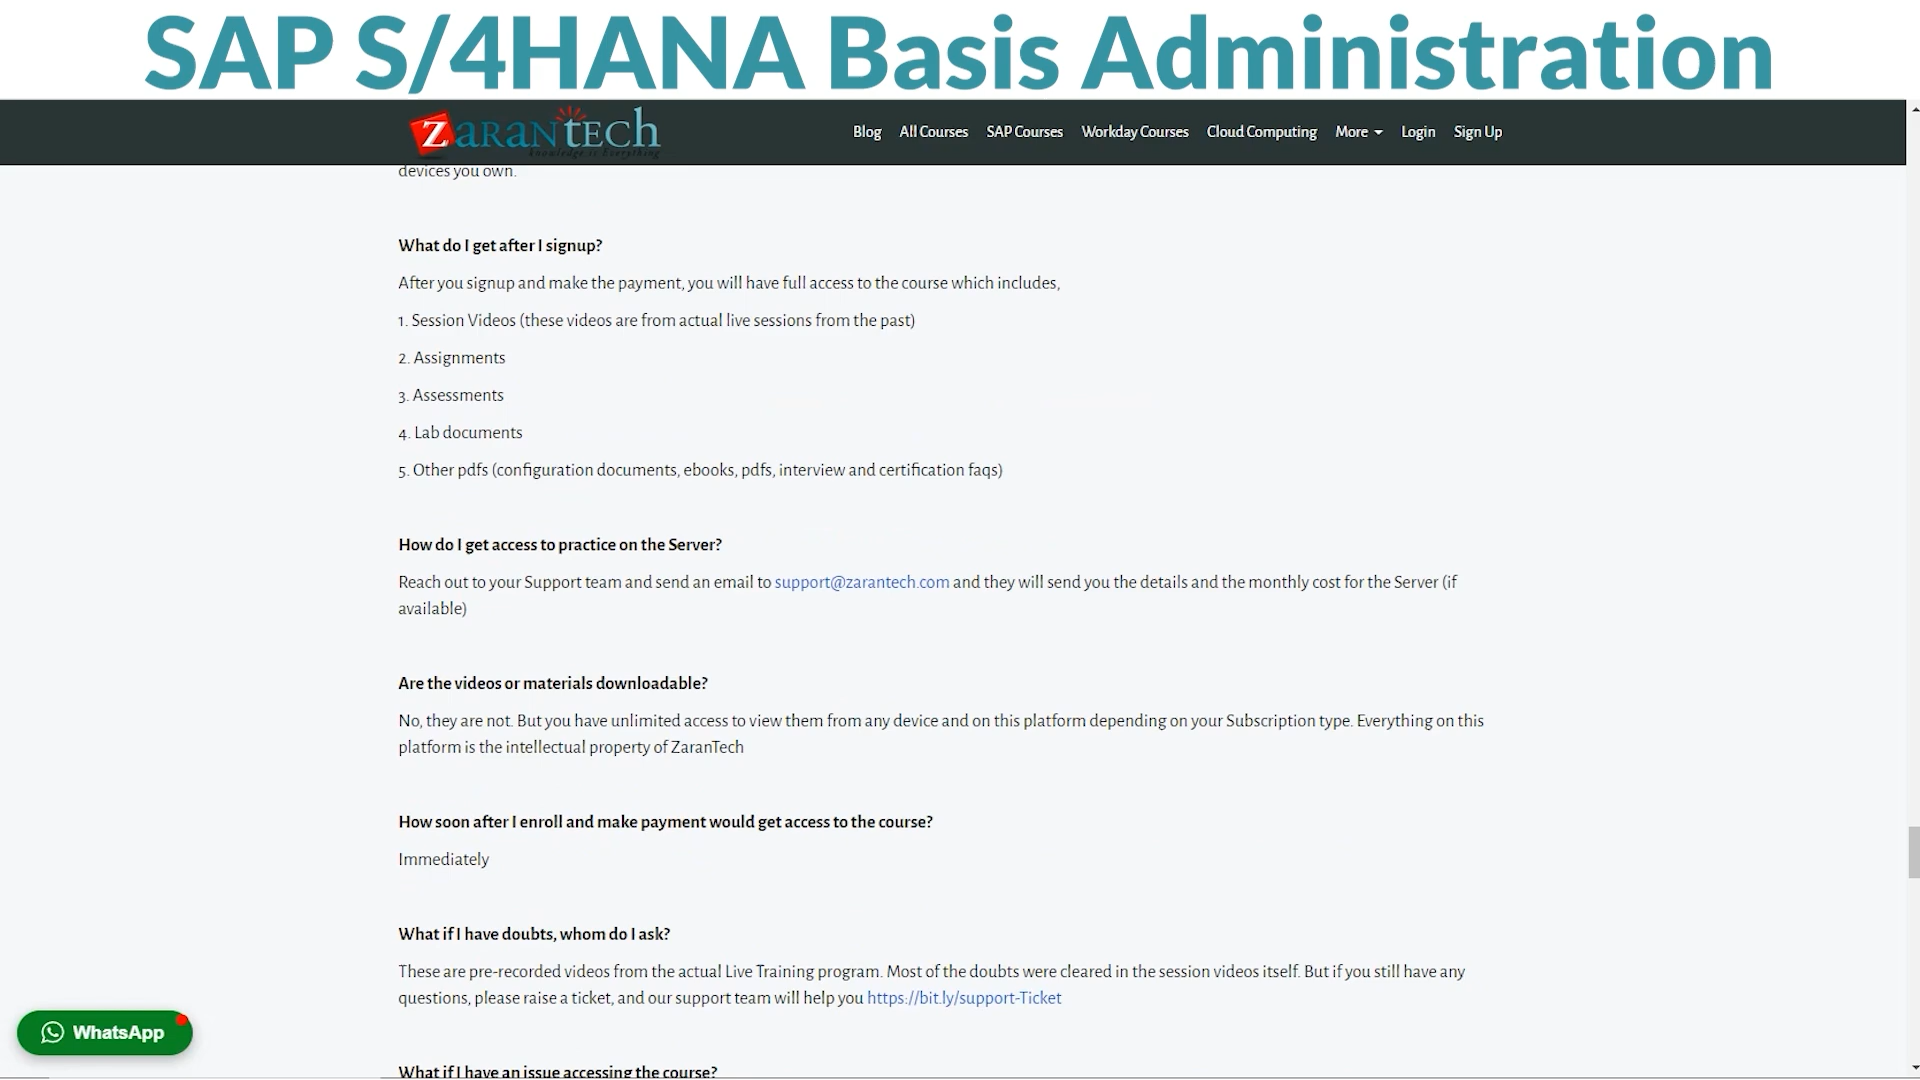 SAP S/4HANA Basis Administration
ZARANTECH
knowledge is Everything
Blog All Courses SAP Courses Workday Courses Cloud Computing More Login Sign Up
devices you own.
What do I get after I signup?
After you signup and make the payment, you will have full access to the course which includes,
1. Session Videos (these videos are from actual live sessions from the past)
2. Assignments
3. Assessments
4. Lab documents
5. Other pdfs (configuration documents, ebooks, pdfs, interview and certification faqs)
How do I get access to practice on the Server?
Reach out to your Support team and send an email to support@zarantech.com and they will send you the details and the monthly cost for the Server (if
available)
Are the videos or materials downloadable?
No, they are not. But you have unlimited access to view them from any device and on this platform depending on your Subscription type. Everything on this
platform is the intellectual property of ZaranTech
How soon after I enroll and make payment would get access to the course?
Immediately
What if I have doubts, whom do I ask?
These are pre-recorded videos from the actual Live Training program. Most of the doubts were cleared in the session videos itself. But if you still have any
questions, please raise a ticket, and our support team will help you https://bit.ly/support-Ticket
WhatsApp
What if I have an issue accessing the course?